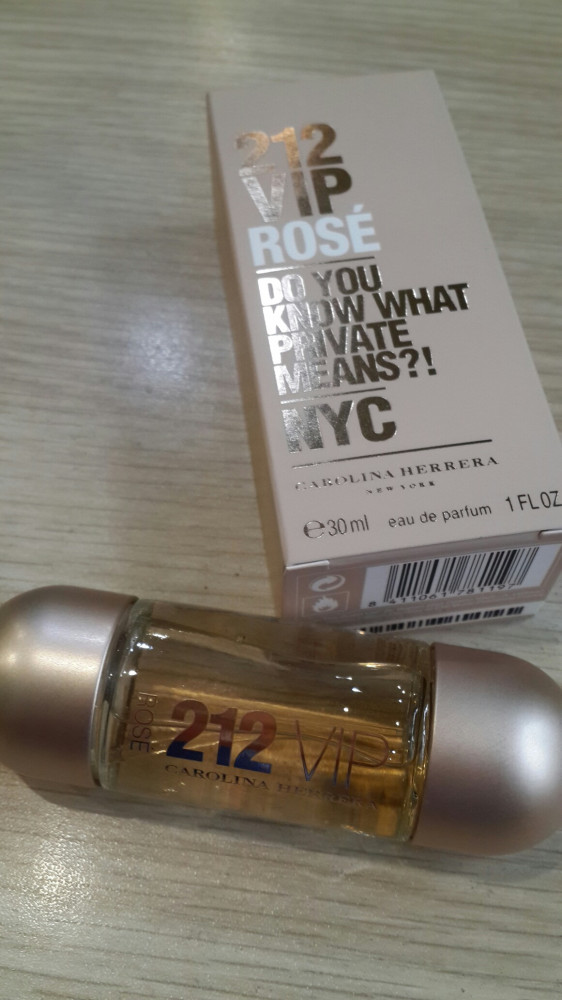 212
VIP
ROSÉ
DO YOU
KNOW WHAT
PRIVATE
MEANS?!
NYC
CAROLINA HERRERA
NEW YORK
℮30ml eau de parfum 1 FL OZ
ROSÉ
212 VIP
CAROLINA HERRERA